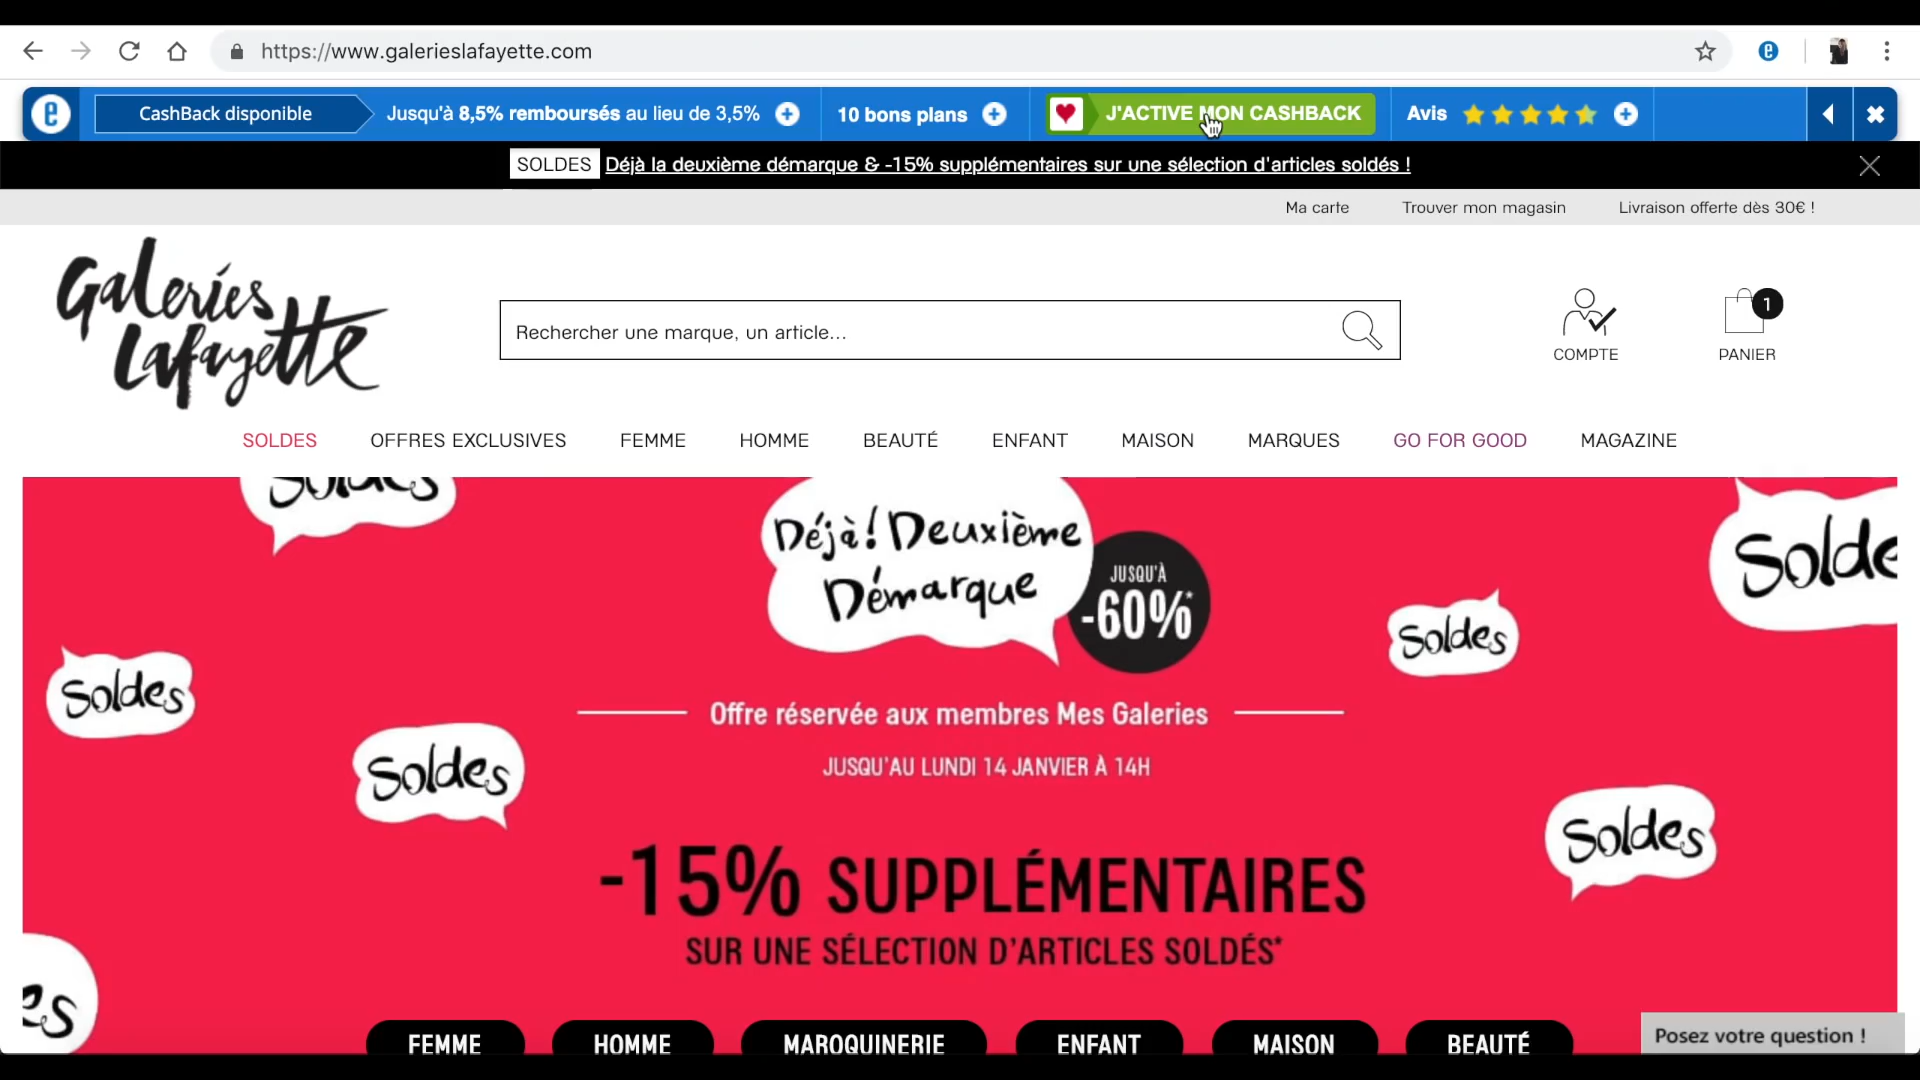 https://www.galerieslafayette.com
e
CashBack disponible
Jusqu'à 8,5% remboursés au lieu de 3,5%
10 bons plans
J'ACTIVE MON CASHBACK
Avis
SOLDES Déjà la deuxième démarque & -15% supplémentaires sur une sélection d'articles soldés !
Ma carte
Trouver mon magasin
Livraison offerte dès 30€ !
Galeries
Lafayette
Rechercher une marque, un article...
COMPTE
1
PANIER
SOLDES
OFFRES EXCLUSIVES
FEMME
HOMME
BEAUTÉ
ENFANT
MAISON
MARQUES
GO FOR GOOD
MAGAZINE
Soldes
Déjà! Deuxième
Démarque
JUSQU'À
-60%*
Solde
Soldes
Soldes
Offre réservée aux membres Mes Galeries
JUSQU'AU LUNDI 14 JANVIER À 14H
Soldes
Soldes
-15% SUPPLÉMENTAIRES
SUR UNE SÉLECTION D'ARTICLES SOLDÉS*
es
FEMME
HOMME
MAROQUINERIE
ENFANT
MAISON
BEAUTÉ
Posez votre question !